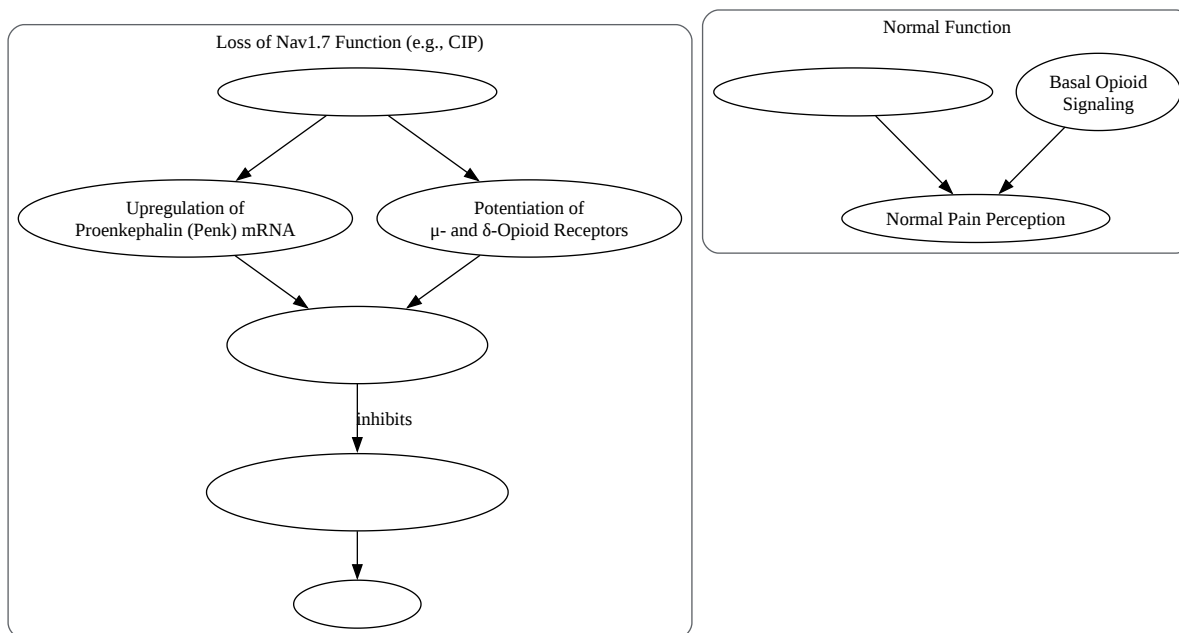 Loss of Nav1.7 Function (e.g., CIP)
Upregulation of
Proenkephalin (Penk) mRNA
Potentiation of
μ- and δ-Opioid Receptors
inhibits
Normal Function
Basal Opioid
Signaling
Normal Pain Perception